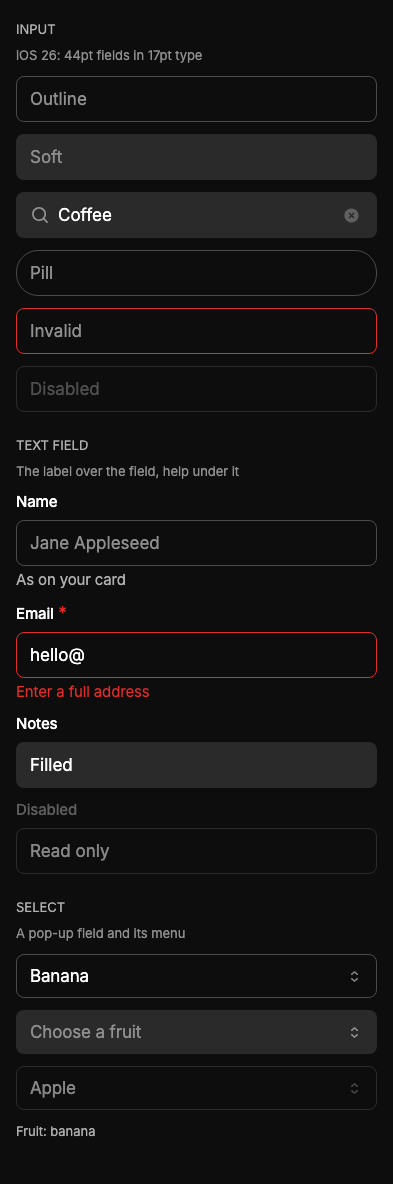 INPUT
iOS 26: 44pt fields in 17pt type
Outline
Soft
Coffee
Pill
Invalid
Disabled
TEXT FIELD
The label over the field, help under it
Name
Jane Appleseed
As on your card
Email *
hello@
Enter a full address
Notes
Filled
Disabled
Read only
SELECT
A pop-up field and its menu
Banana
Choose a fruit
Apple
Fruit: banana